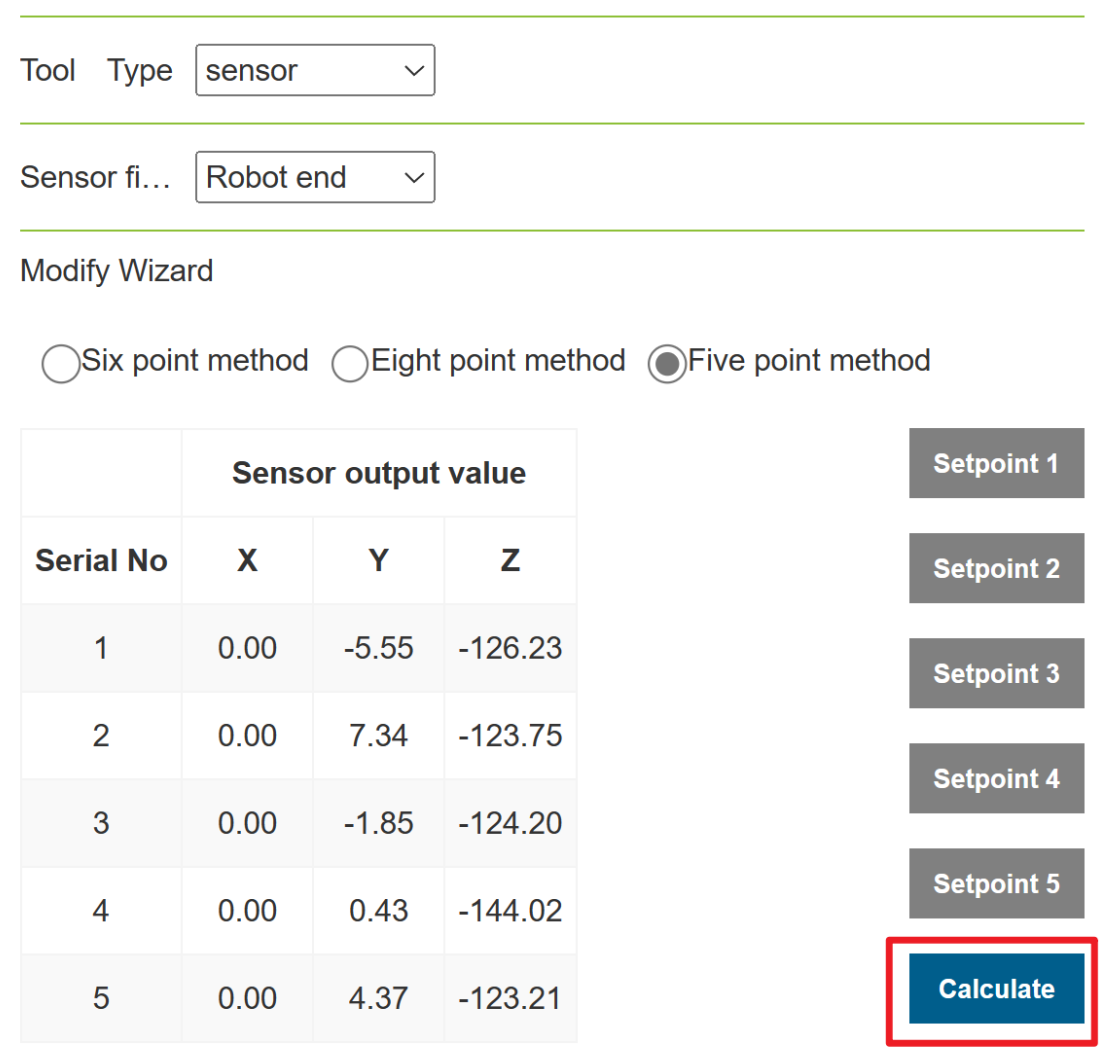 Tool Type sensor
Sensor fi... Robot end
Modify Wizard
Six point method Eight point method Five point method
Sensor output value Setpoint 1
Serial No X Y Z Setpoint 2
1 0.00 -5.55 -126.23 Setpoint 3
2 0.00 7.34 -123.75
3 0.00 -1.85 -124.20 Setpoint 4
4 0.00 0.43 -144.02 Setpoint 5
5 0.00 4.37 -123.21 Calculate